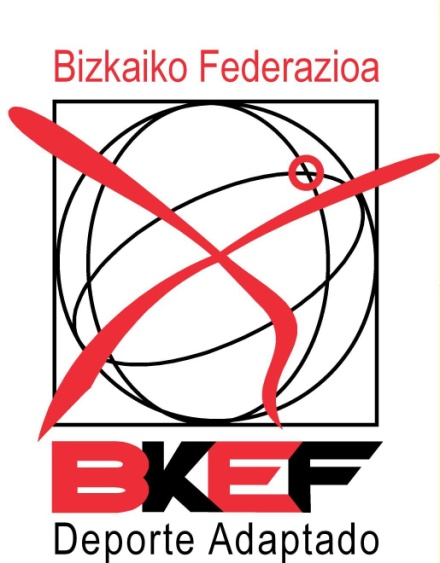 Bizkaiko Federazioa
BKEF
Deporte Adaptado